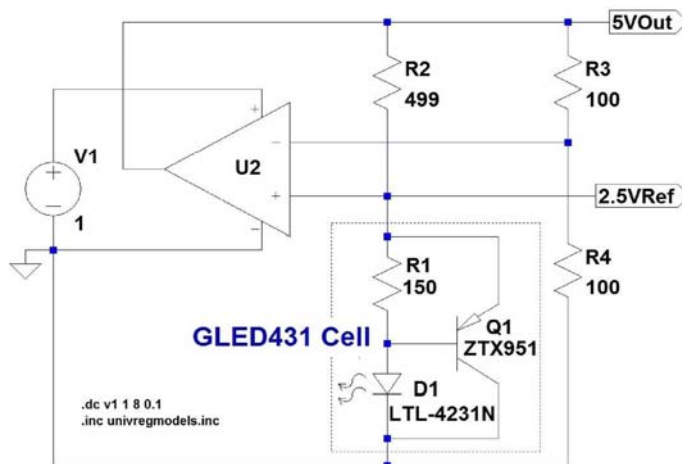 5VOut
R2
499
R3
100
+
V1
+
1
U2
−
+
−
2.5VRef
R1
150
R4
100
GLED431 Cell
Q1
ZTX951
D1
LTL-4231N
.dc v1 1 8 0.1
.inc univregmodels.inc